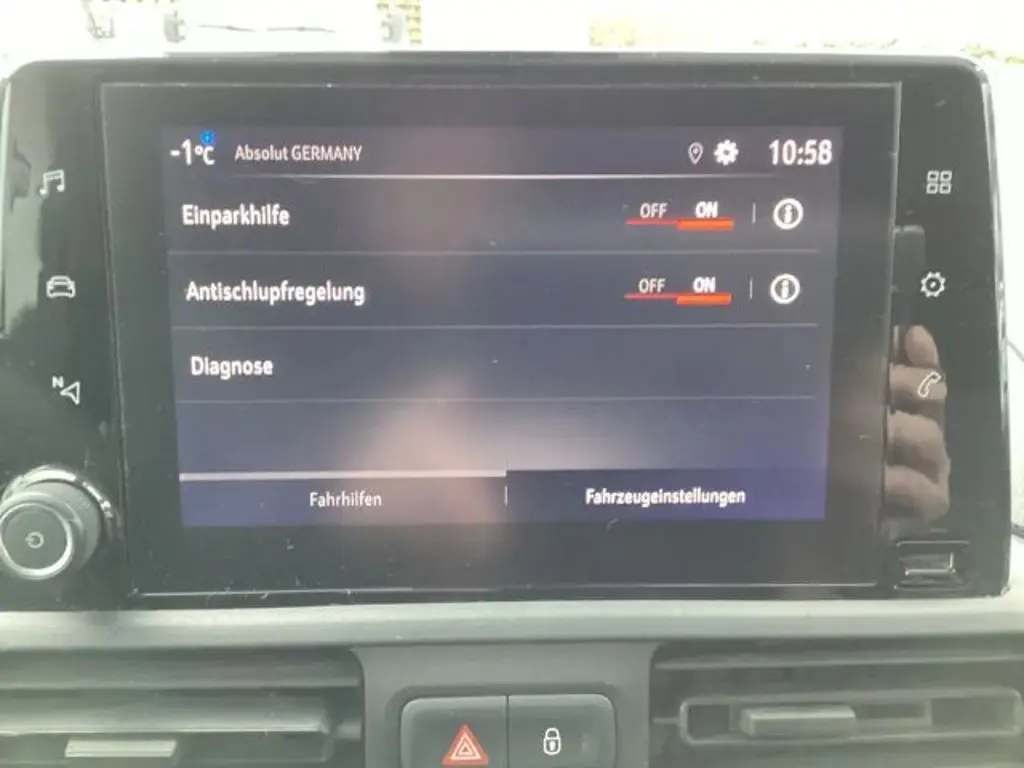 -1°C Absolut GERMANY 10:58
Einparkhilfe OFF ON
Antischlupfregelung OFF ON
Diagnose
N
Fahrhilfen Fahrzeugeinstellungen